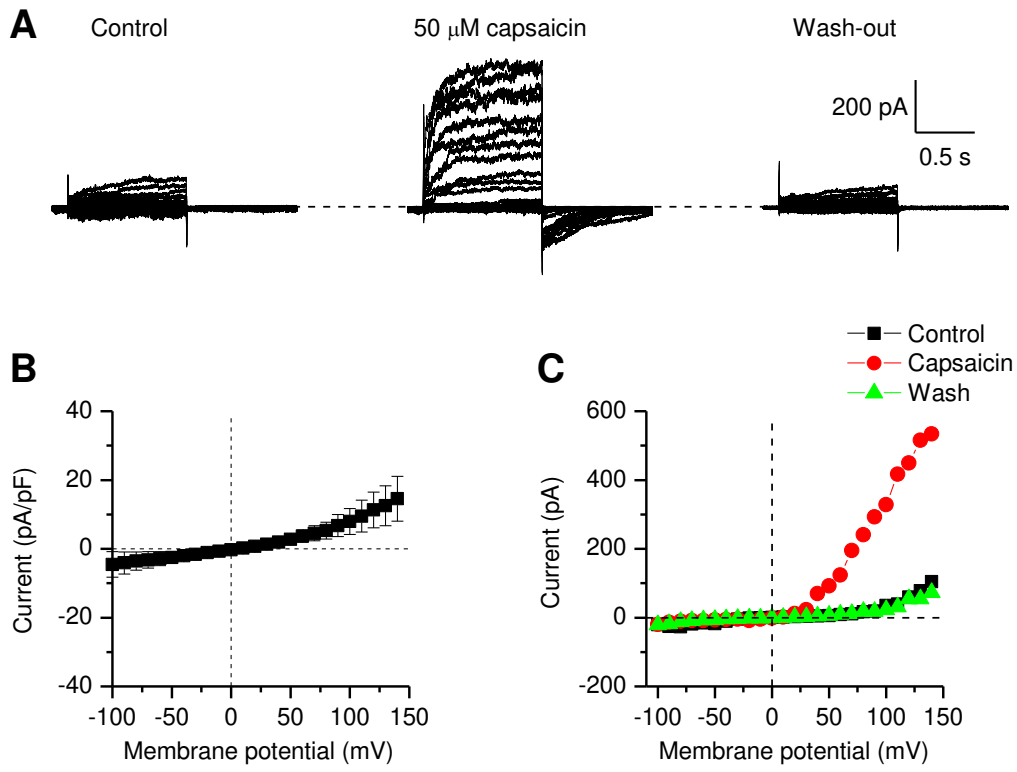 A
Control
50 μM capsaicin
Wash-out
200 pA
0.5 s
B
40
20
0
-20
-40
-100
-50
0
50
100
150
Current (pA/pF)
Membrane potential (mV)
C
Control
Capsaicin
Wash
600
400
200
0
-200
-100
-50
0
50
100
150
Current (pA)
Membrane potential (mV)